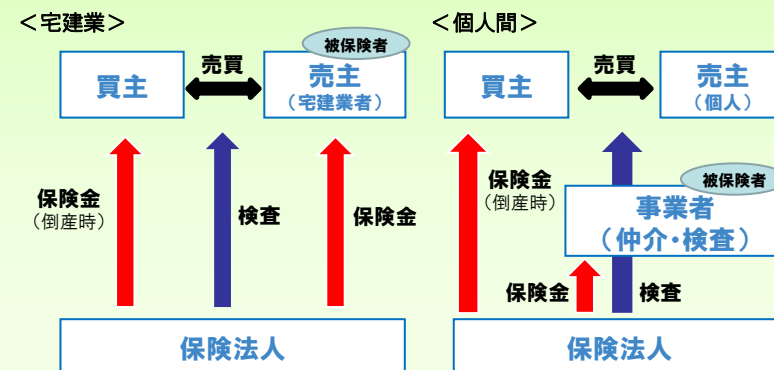 ＜宅建業＞
被保険者
買主
売買
売主
（宅建業者）
保険金
（倒産時）
検査
保険金
保険法人
＜個人間＞
買主
売買
売主
（個人）
被保険者
保険金
（倒産時）
事業者
（仲介・検査）
保険金
検査
保険法人